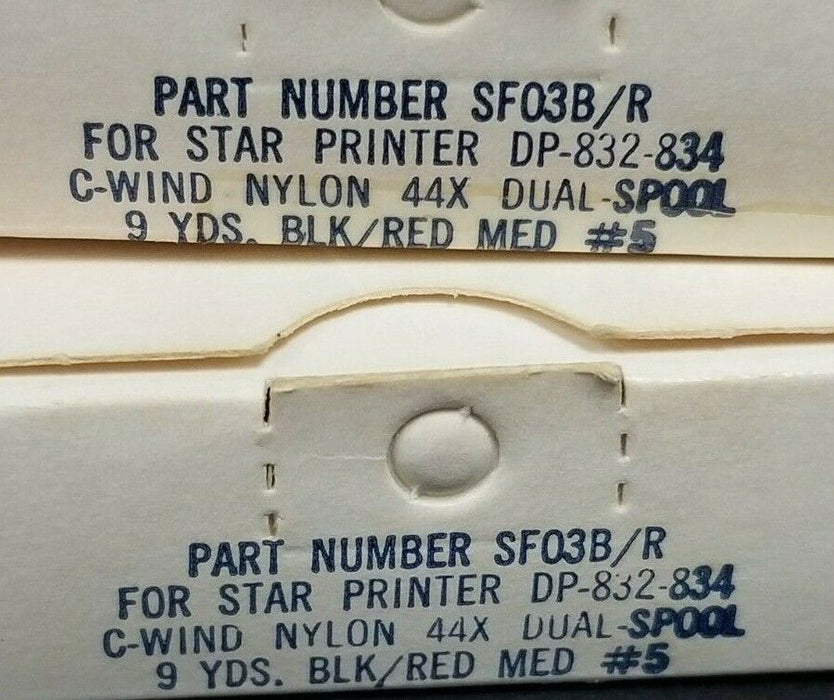 PART NUMBER SF03B/R
FOR STAR PRINTER DP-832-834
C-WIND NYLON 44X DUAL-SPOOL
9 YDS. BLK/RED MED #5
PART NUMBER SF03B/R
FOR STAR PRINTER DP-832-834
C-WIND NYLON 44X DUAL-SPOOL
9 YDS. BLK/RED MED #5